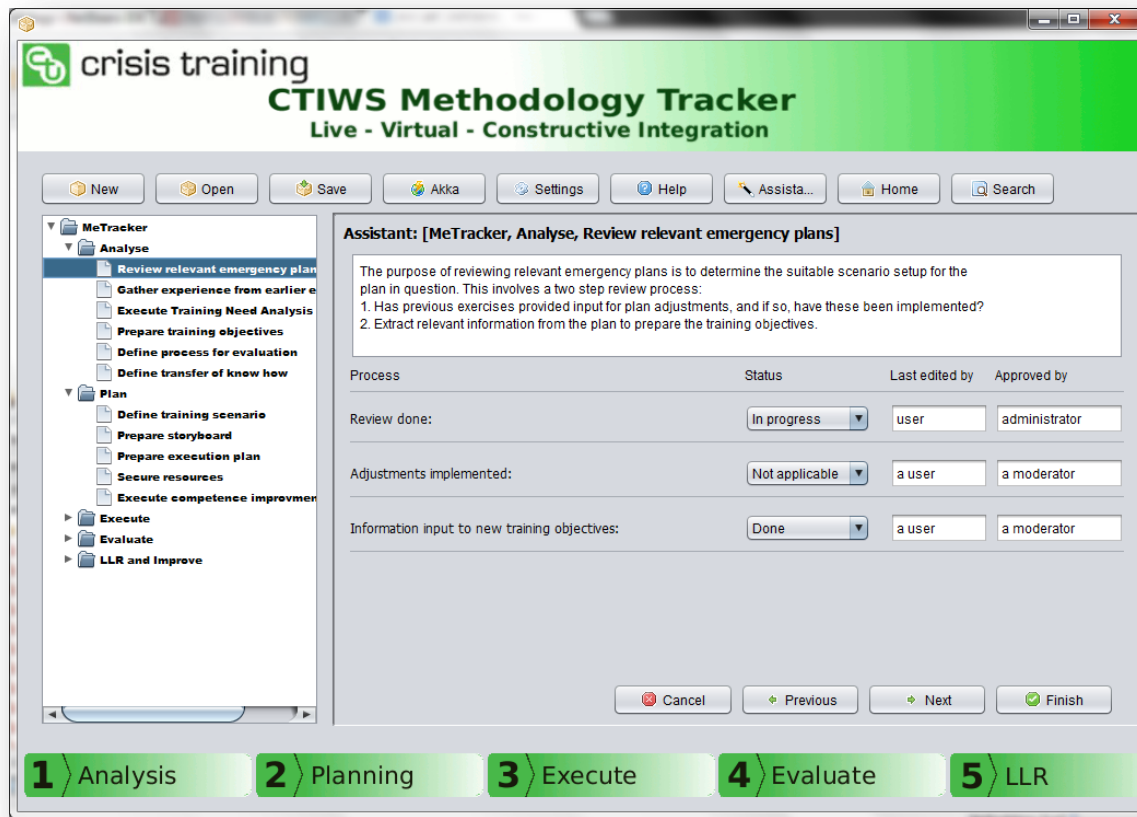 crisis training
CTIWS Methodology Tracker
Live - Virtual - Constructive Integration
New Open Save Akka Settings Help Assista... Home Search
MeTracker
Analyse
Review relevant emergency plan
Gather experience from earlier e
Execute Training Need Analysis
Prepare training objectives
Define process for evaluation
Define transfer of know how
Plan
Define training scenario
Prepare storyboard
Prepare execution plan
Secure resources
Execute competence improvmen
Execute
Evaluate
LLR and Improve
Assistant: [MeTracker, Analyse, Review relevant emergency plans]
The purpose of reviewing relevant emergency plans is to determine the suitable scenario setup for the
plan in question. This involves a two step review process:
1. Has previous exercises provided input for plan adjustments, and if so, have these been implemented?
2. Extract relevant information from the plan to prepare the training objectives.
Process Status Last edited by Approved by
Review done: In progress user administrator
Adjustments implemented: Not applicable a user a moderator
Information input to new training objectives: Done a user a moderator
Cancel Previous Next Finish
1 Analysis 2 Planning 3 Execute 4 Evaluate 5 LLR